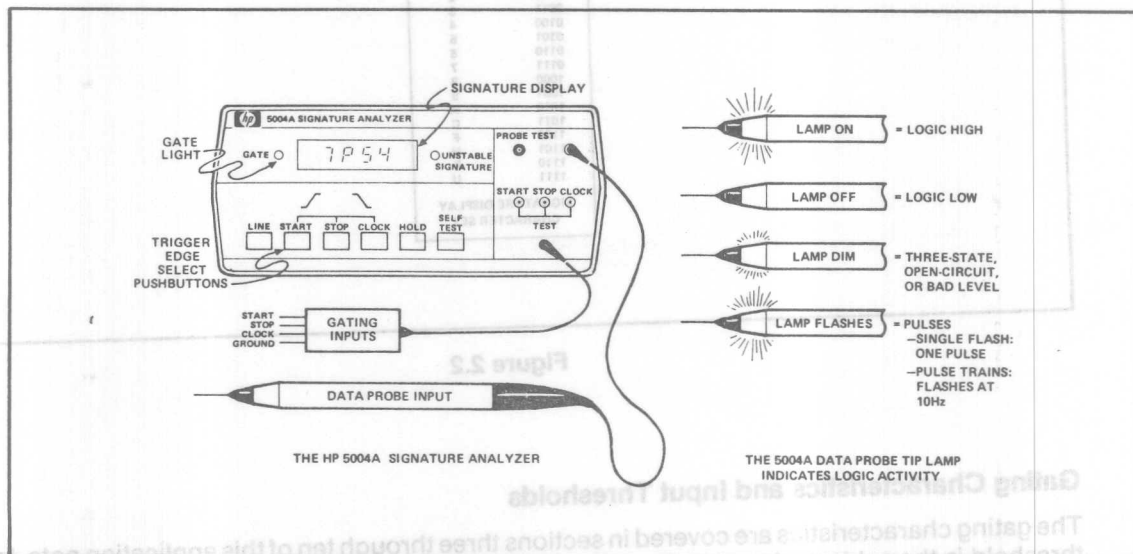 SIGNATURE DISPLAY
hp 5004A SIGNATURE ANALYZER
GATE LIGHT
GATE
7P54
UNSTABLE SIGNATURE
PROBE TEST
START STOP CLOCK
TEST
LINE START STOP CLOCK HOLD SELF TEST
TRIGGER
EDGE
SELECT
PUSHBUTTONS
START
STOP
CLOCK
GROUND
GATING
INPUTS
DATA PROBE INPUT
THE HP 5004A SIGNATURE ANALYZER
LAMP ON = LOGIC HIGH
LAMP OFF = LOGIC LOW
LAMP DIM = THREE-STATE,
OPEN-CIRCUIT,
OR BAD LEVEL
LAMP FLASHES = PULSES
–SINGLE FLASH:
ONE PULSE
–PULSE TRAINS:
FLASHES AT
10Hz
THE 5004A DATA PROBE TIP LAMP
INDICATES LOGIC ACTIVITY
Figure 2.2
Gating Characteristics and Input Thresholds
The gating characteristics are covered in sections three through ten of this application note